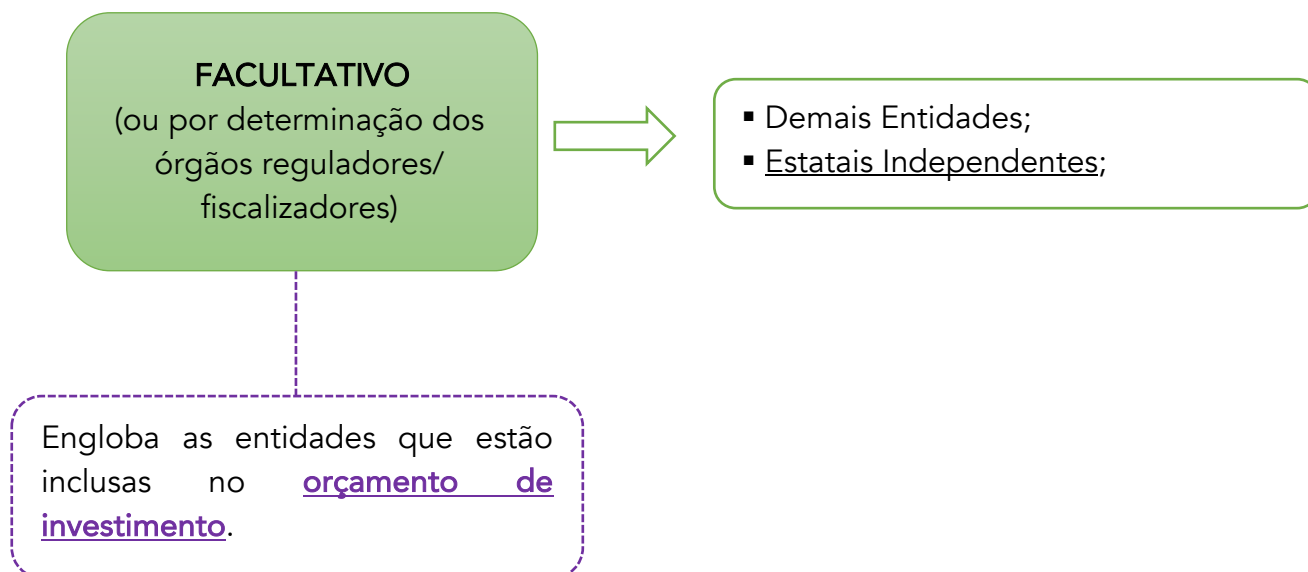 FACULTATIVO
(ou por determinação dos
órgãos reguladores/
fiscalizadores)
▪ Demais Entidades;
▪ Estatais Independentes;
Engloba as entidades que estão
inclusas no orçamento de
investimento.